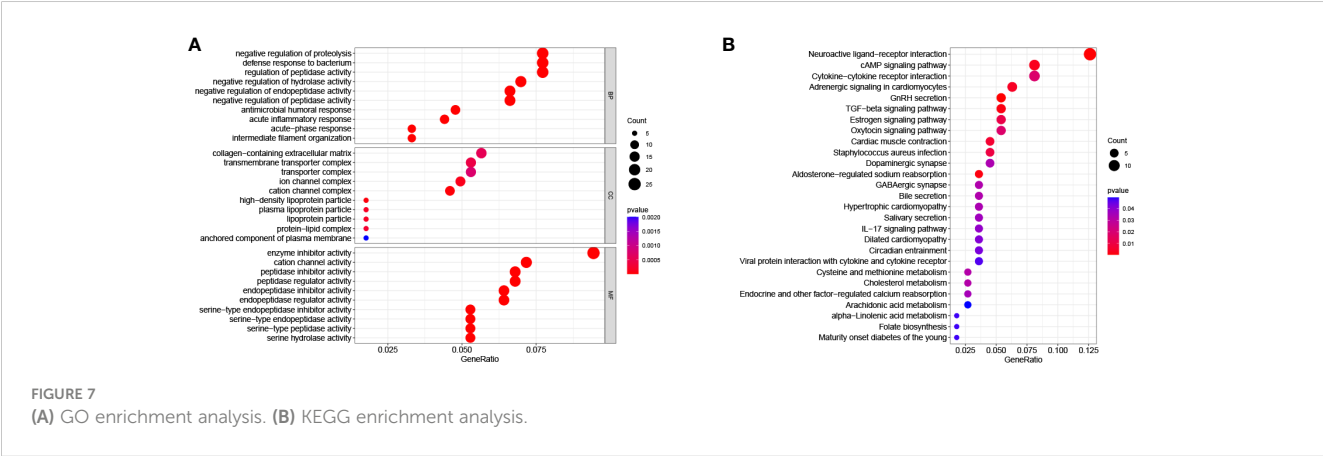 A
negative regulation of proteolysis
defense response to bacterium
regulation of peptidase activity
negative regulation of hydrolase activity
negative regulation of endopeptidase activity
negative regulation of peptidase activity
antimicrobial humoral response
acute inflammatory response
acute−phase response
intermediate filament organization
BP
collagen−containing extracellular matrix
transmembrane transporter complex
transporter complex
ion channel complex
cation channel complex
high−density lipoprotein particle
plasma lipoprotein particle
lipoprotein particle
protein−lipid complex
anchored component of plasma membrane
CC
enzyme inhibitor activity
cation channel activity
peptidase inhibitor activity
peptidase regulator activity
endopeptidase inhibitor activity
endopeptidase regulator activity
serine−type endopeptidase inhibitor activity
serine−type endopeptidase activity
serine−type peptidase activity
serine hydrolase activity
MF
0.025 0.050 0.075
GeneRatio
Count
5
10
15
20
25
pvalue
0.0020
0.0015
0.0010
0.0005
B
Neuroactive ligand−receptor interaction
cAMP signaling pathway
Cytokine−cytokine receptor interaction
Adrenergic signaling in cardiomyocytes
GnRH secretion
TGF−beta signaling pathway
Estrogen signaling pathway
Oxytocin signaling pathway
Cardiac muscle contraction
Staphylococcus aureus infection
Dopaminergic synapse
Aldosterone−regulated sodium reabsorption
GABAergic synapse
Bile secretion
Hypertrophic cardiomyopathy
Salivary secretion
IL−17 signaling pathway
Dilated cardiomyopathy
Circadian entrainment
Viral protein interaction with cytokine and cytokine receptor
Cysteine and methionine metabolism
Cholesterol metabolism
Endocrine and other factor−regulated calcium reabsorption
Arachidonic acid metabolism
alpha−Linolenic acid metabolism
Folate biosynthesis
Maturity onset diabetes of the young
0.025 0.050 0.075 0.100 0.125
GeneRatio
Count
5
10
pvalue
0.04
0.03
0.02
0.01
FIGURE 7
(A) GO enrichment analysis. (B) KEGG enrichment analysis.